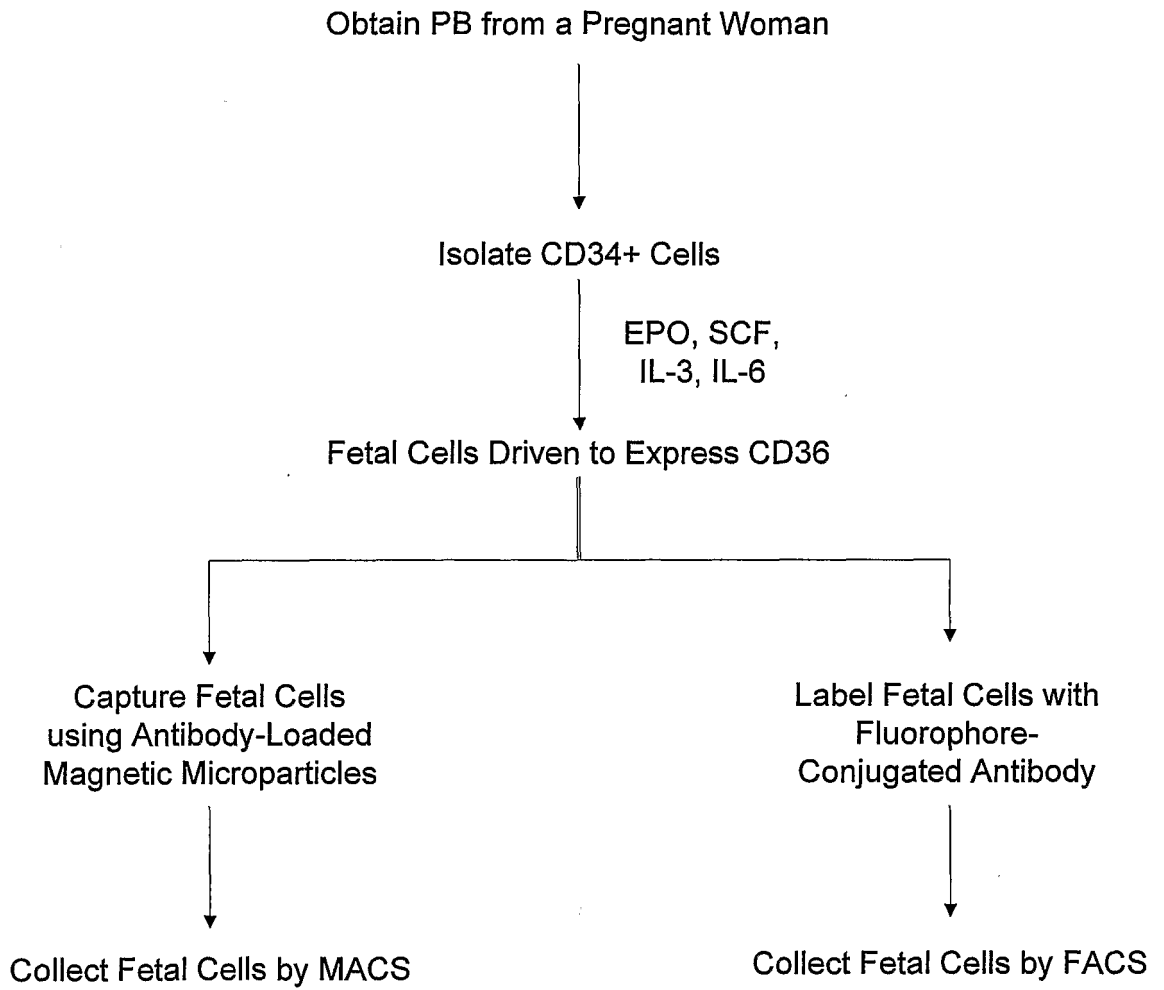 Obtain PB from a Pregnant Woman
Isolate CD34+ Cells
EPO, SCF,
IL-3, IL-6
Fetal Cells Driven to Express CD36
Capture Fetal Cells
using Antibody-Loaded
Magnetic Microparticles
Label Fetal Cells with
Fluorophore-
Conjugated Antibody
Collect Fetal Cells by MACS
Collect Fetal Cells by FACS